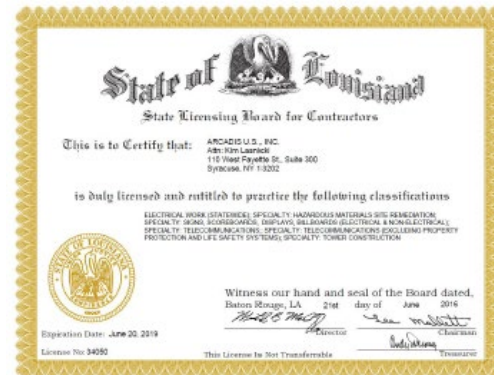 State of Louisiana
State Licensing Board for Contractors
This is to Certify that:
ARCADIS U.S., INC.
Attn: Kim Lasnicki
110 West Fayette St., Suite 300
Syracuse, NY 13202
is duly licensed and entitled to practice the following classifications
ELECTRICAL WORK (STATEWIDE); SPECIALTY: HAZARDOUS MATERIALS SITE REMEDIATION;
SPECIALTY: SIGNS, SCOREBOARDS, DISPLAYS, BILLBOARDS (ELECTRICAL & NON-ELECTRICAL);
SPECIALTY: TELECOMMUNICATIONS; SPECIALTY: TELECOMMUNICATIONS (EXCLUDING PROPERTY
PROTECTION AND LIFE SAFETY SYSTEMS); SPECIALTY: TOWER CONSTRUCTION
Witness our hand and seal of the Board dated,
Baton Rouge, LA 21st day of June 2016
Director
Lee Mallett
Chairman
Treasurer
Expiration Date: June 20, 2019
License No: 34050
This License Is Not Transferrable